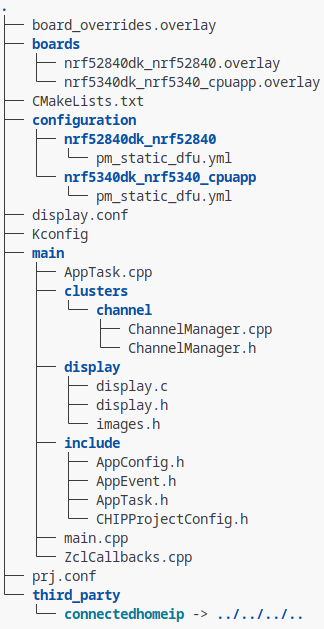 .
├── board_overrides.overlay
├── boards
│   ├── nrf52840dk_nrf52840.overlay
│   └── nrf5340dk_nrf5340_cpuapp.overlay
├── CMakeLists.txt
├── configuration
│   ├── nrf52840dk_nrf52840
│   │   └── pm_static_dfu.yml
│   └── nrf5340dk_nrf5340_cpuapp
│       └── pm_static_dfu.yml
├── display.conf
├── Kconfig
├── main
│   ├── AppTask.cpp
│   ├── clusters
│   │   └── channel
│   │       ├── ChannelManager.cpp
│   │       └── ChannelManager.h
│   ├── display
│   │   ├── display.c
│   │   ├── display.h
│   │   └── images.h
│   ├── include
│   │   ├── AppConfig.h
│   │   ├── AppEvent.h
│   │   ├── AppTask.h
│   │   └── CHIPProjectConfig.h
│   ├── main.cpp
│   └── ZclCallbacks.cpp
├── prj.conf
└── third_party
    └── connectedhomeip -> ../../../..